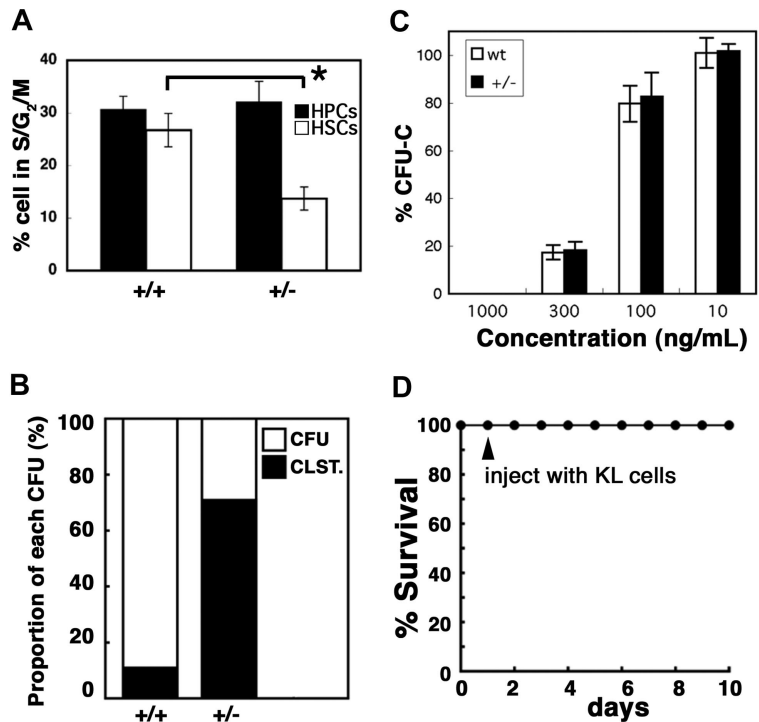 A
% cell in S/G2/M
40
30
20
10
0
*
HPCs
HSCs
+/+
+/-
B
Proportion of each CFU (%)
100
80
60
40
20
0
CFU
CLST.
+/+
+/-
C
% CFU-C
100
80
60
40
20
0
wt
+/-
1000 300 100 10
Concentration (ng/mL)
D
% Survival
100
80
60
40
20
0
inject with KL cells
0 2 4 6 8 10
days